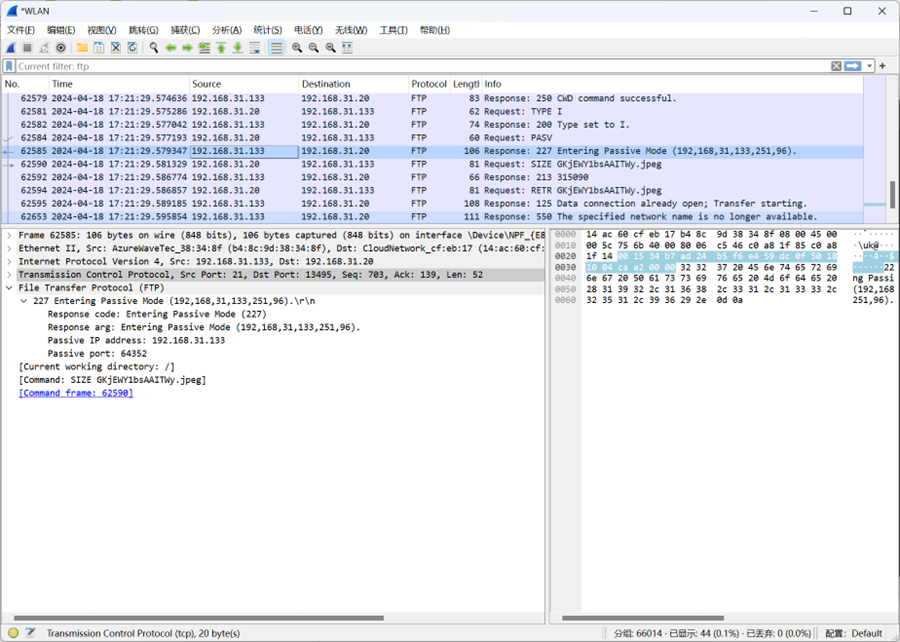 *WLAN
文件(F) 编辑(E) 视图(V) 跳转(G) 捕获(C) 分析(A) 统计(S) 电话(Y) 无线(W) 工具(T) 帮助(H)
Current filter: ftp
No. Time Source Destination Protocol Length Info
62579 2024-04-18 17:21:29.574636 192.168.31.133 192.168.31.20 FTP 83 Response: 250 CWD command successful.
62581 2024-04-18 17:21:29.575286 192.168.31.20 192.168.31.133 FTP 62 Request: TYPE I
62582 2024-04-18 17:21:29.577042 192.168.31.133 192.168.31.20 FTP 74 Response: 200 Type set to I.
62584 2024-04-18 17:21:29.577193 192.168.31.20 192.168.31.133 FTP 60 Request: PASV
62585 2024-04-18 17:21:29.579347 192.168.31.133 192.168.31.20 FTP 106 Response: 227 Entering Passive Mode (192,168,31,133,251,96).
62590 2024-04-18 17:21:29.581329 192.168.31.20 192.168.31.133 FTP 81 Request: SIZE GKjEWY1bsAAITWy.jpeg
62592 2024-04-18 17:21:29.586774 192.168.31.133 192.168.31.20 FTP 66 Response: 213 315090
62594 2024-04-18 17:21:29.586857 192.168.31.20 192.168.31.133 FTP 81 Request: RETR GKjEWY1bsAAITWy.jpeg
62595 2024-04-18 17:21:29.589185 192.168.31.133 192.168.31.20 FTP 108 Response: 125 Data connection already open; Transfer starting.
62653 2024-04-18 17:21:29.595854 192.168.31.133 192.168.31.20 FTP 111 Response: 550 The specified network name is no longer available.
Frame 62585: 106 bytes on wire (848 bits), 106 bytes captured (848 bits) on interface \Device\NPF_{E8
Ethernet II, Src: AzureWaveTec_38:34:8f (b4:8c:9d:38:34:8f), Dst: CloudNetwork_cf:eb:17 (14:ac:60:cf:
Internet Protocol Version 4, Src: 192.168.31.133, Dst: 192.168.31.20
Transmission Control Protocol, Src Port: 21, Dst Port: 13495, Seq: 703, Ack: 139, Len: 52
File Transfer Protocol (FTP)
227 Entering Passive Mode (192,168,31,133,251,96).\r\n
Response code: Entering Passive Mode (227)
Response arg: Entering Passive Mode (192,168,31,133,251,96).
Passive IP address: 192.168.31.133
Passive port: 64352
[Current working directory: /]
[Command: SIZE GKjEWY1bsAAITWy.jpeg]
[Command frame: 62590]
0000 14 ac 60 cf eb 17 b4 8c 9d 38 34 8f 08 00 45 00
0010 00 5c 75 6b 40 00 80 06 c5 46 c0 a8 1f 85 c0 a8 ·\uk@···
0020 1f 14 00 15 34 b7 ad 24 b5 f6 e4 59 dc 0f 50 18 ····4··$
0030 10 04 ca a2 00 00 32 32 37 20 45 6e 74 65 72 69 ······22
0040 6e 67 20 50 61 73 73 69 76 65 20 4d 6f 64 65 20 ng Passi
0050 28 31 39 32 2c 31 36 38 2c 33 31 2c 31 33 33 2c (192,168
0060 32 35 31 2c 39 36 29 2e 0d 0a 251,96).
Transmission Control Protocol (tcp), 20 byte(s) 分组: 66014 · 已显示: 44 (0.1%) · 已丢弃: 0 (0.0%) 配置: Default